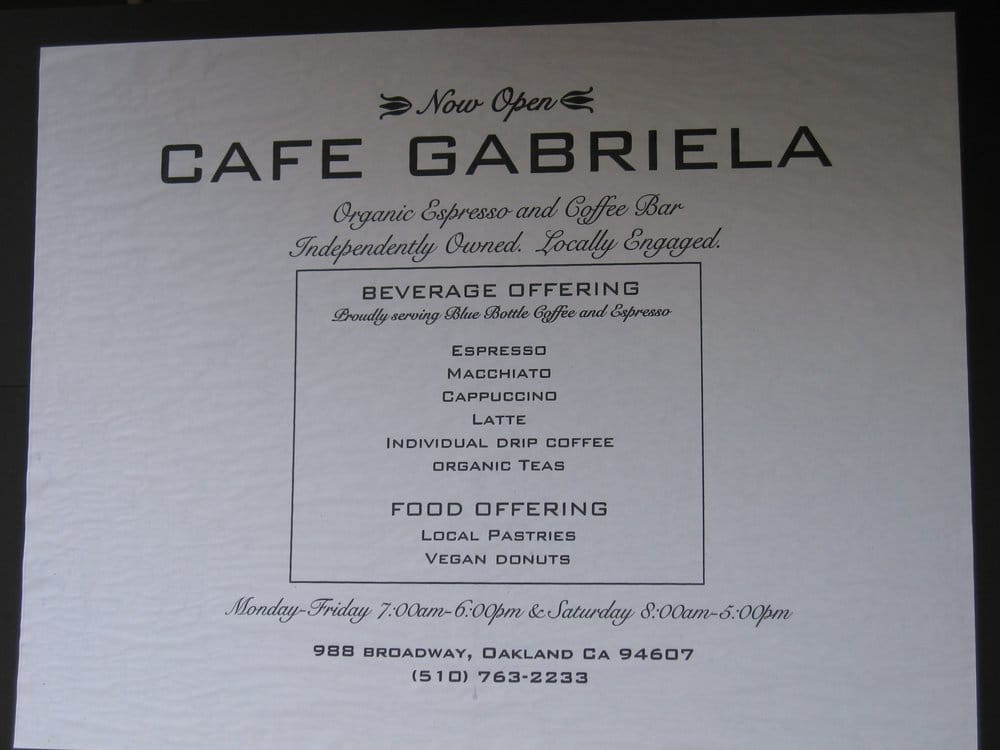 Now Open
CAFE GABRIELA
Organic Espresso and Coffee Bar
Independently Owned. Locally Engaged.
BEVERAGE OFFERING
Proudly serving Blue Bottle Coffee and Espresso
ESPRESSO
MACCHIATO
CAPPUCCINO
LATTE
INDIVIDUAL DRIP COFFEE
ORGANIC TEAS
FOOD OFFERING
LOCAL PASTRIES
VEGAN DONUTS
Monday-Friday 7:00am-6:00pm & Saturday 8:00am-5:00pm
988 BROADWAY, OAKLAND CA 94607
(510) 763-2233